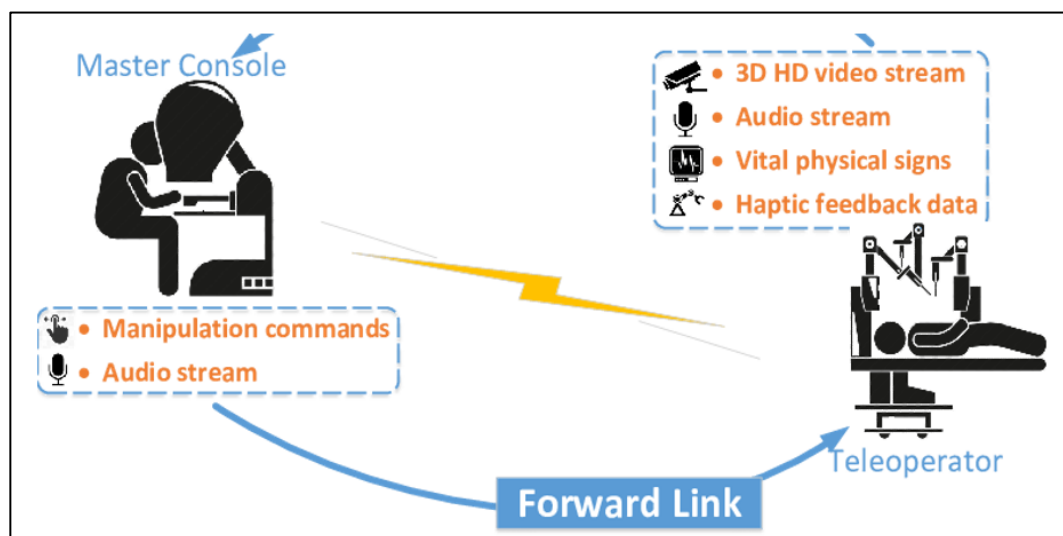 Master Console
• 3D HD video stream
• Audio stream
• Vital physical signs
• Haptic feedback data
• Manipulation commands
• Audio stream
Teleoperator
Forward Link